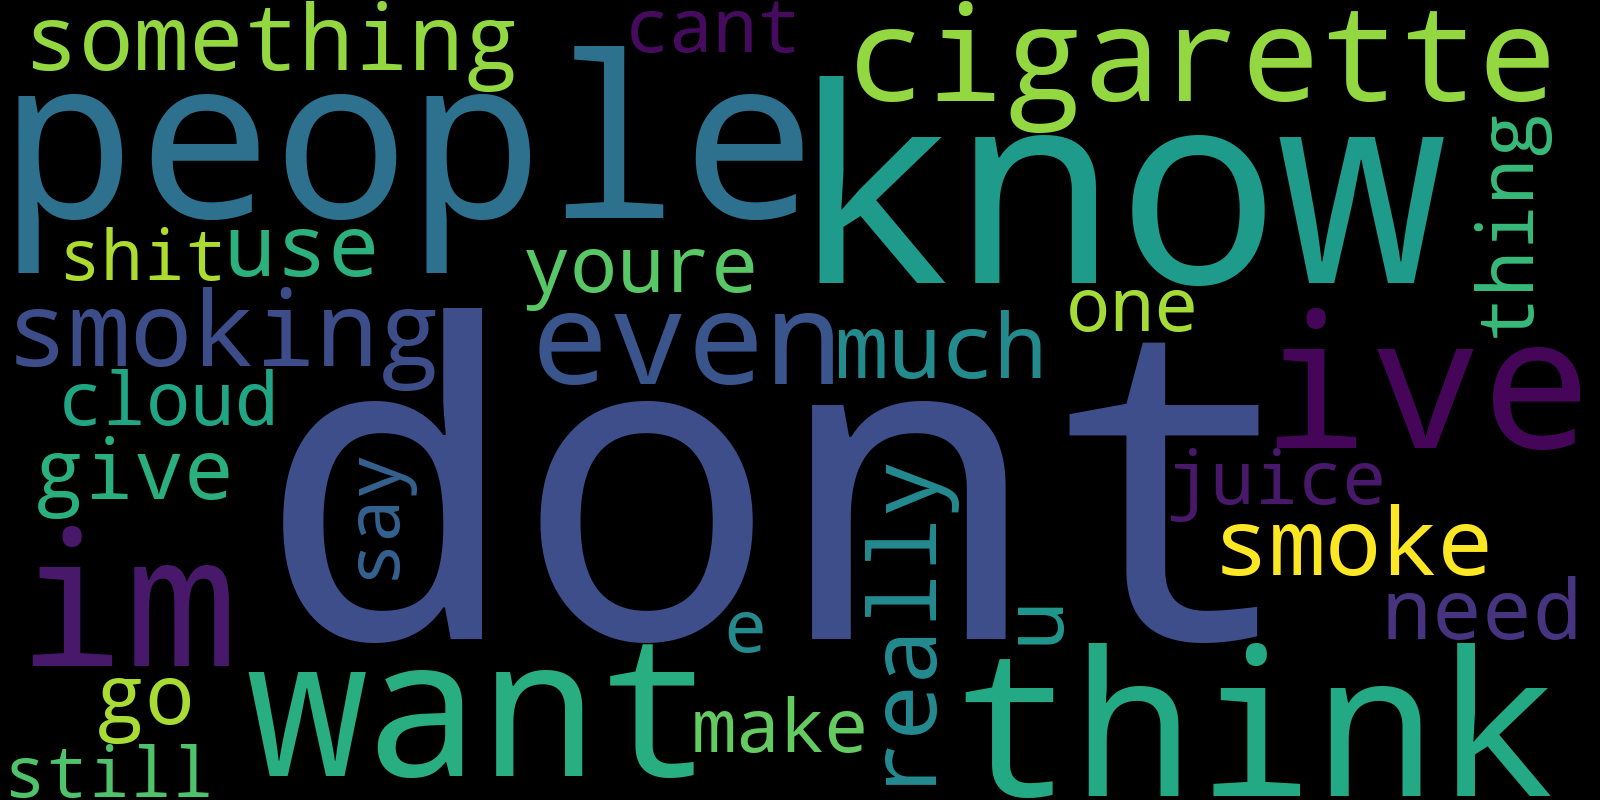 something
cant
cigarette
people
know
thing
shit
use
youre
one
smoking
even
much
ive
cloud
dont
give
say
really
juice
smoke
im
e
u
need
go
want
make
think
still